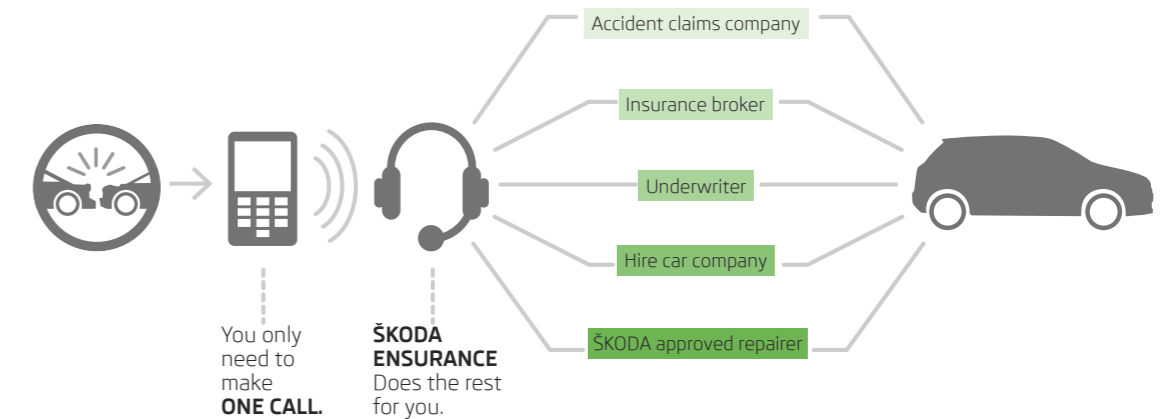 Accident claims company
Insurance broker
Underwriter
Hire car company
ŠKODA approved repairer
You only
need to
make
ONE CALL.
ŠKODA
ENSURANCE
Does the rest
for you.